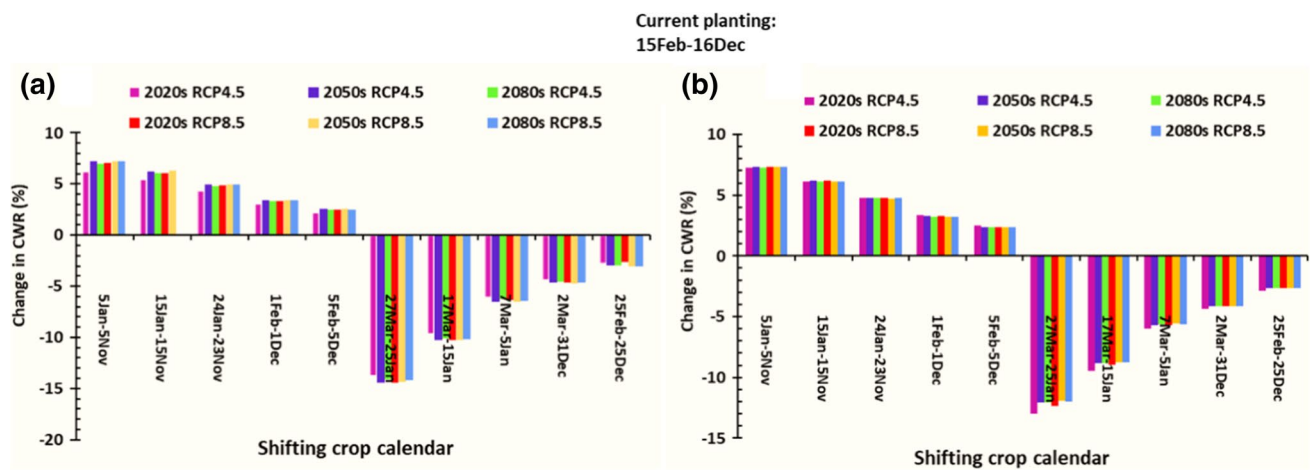 Current planting:
15Feb-16Dec
(a)
2020s RCP4.5 2050s RCP4.5 2080s RCP4.5
2020s RCP8.5 2050s RCP8.5 2080s RCP8.5
Change in CWR (%)
10
5
0
-5
-10
-15
-20
5Jan-5Nov
15Jan-15Nov
24Jan-23Nov
1Feb-1Dec
5Feb-5Dec
27Mar-25Jan
17Mar-15Jan
7Mar-5Jan
2Mar-31Dec
25Feb-25Dec
Shifting crop calendar
(b)
2020s RCP4.5 2050s RCP4.5 2080s RCP4.5
2020s RCP8.5 2050s RCP8.5 2080s RCP8.5
Change in CWR (%)
10
5
0
-5
-10
-15
5Jan-5Nov
15Jan-15Nov
24Jan-23Nov
1Feb-1Dec
5Feb-5Dec
27Mar-25Jan
17Mar-15Jan
7Mar-5Jan
2Mar-31Dec
25Feb-25Dec
Shifting crop calendar